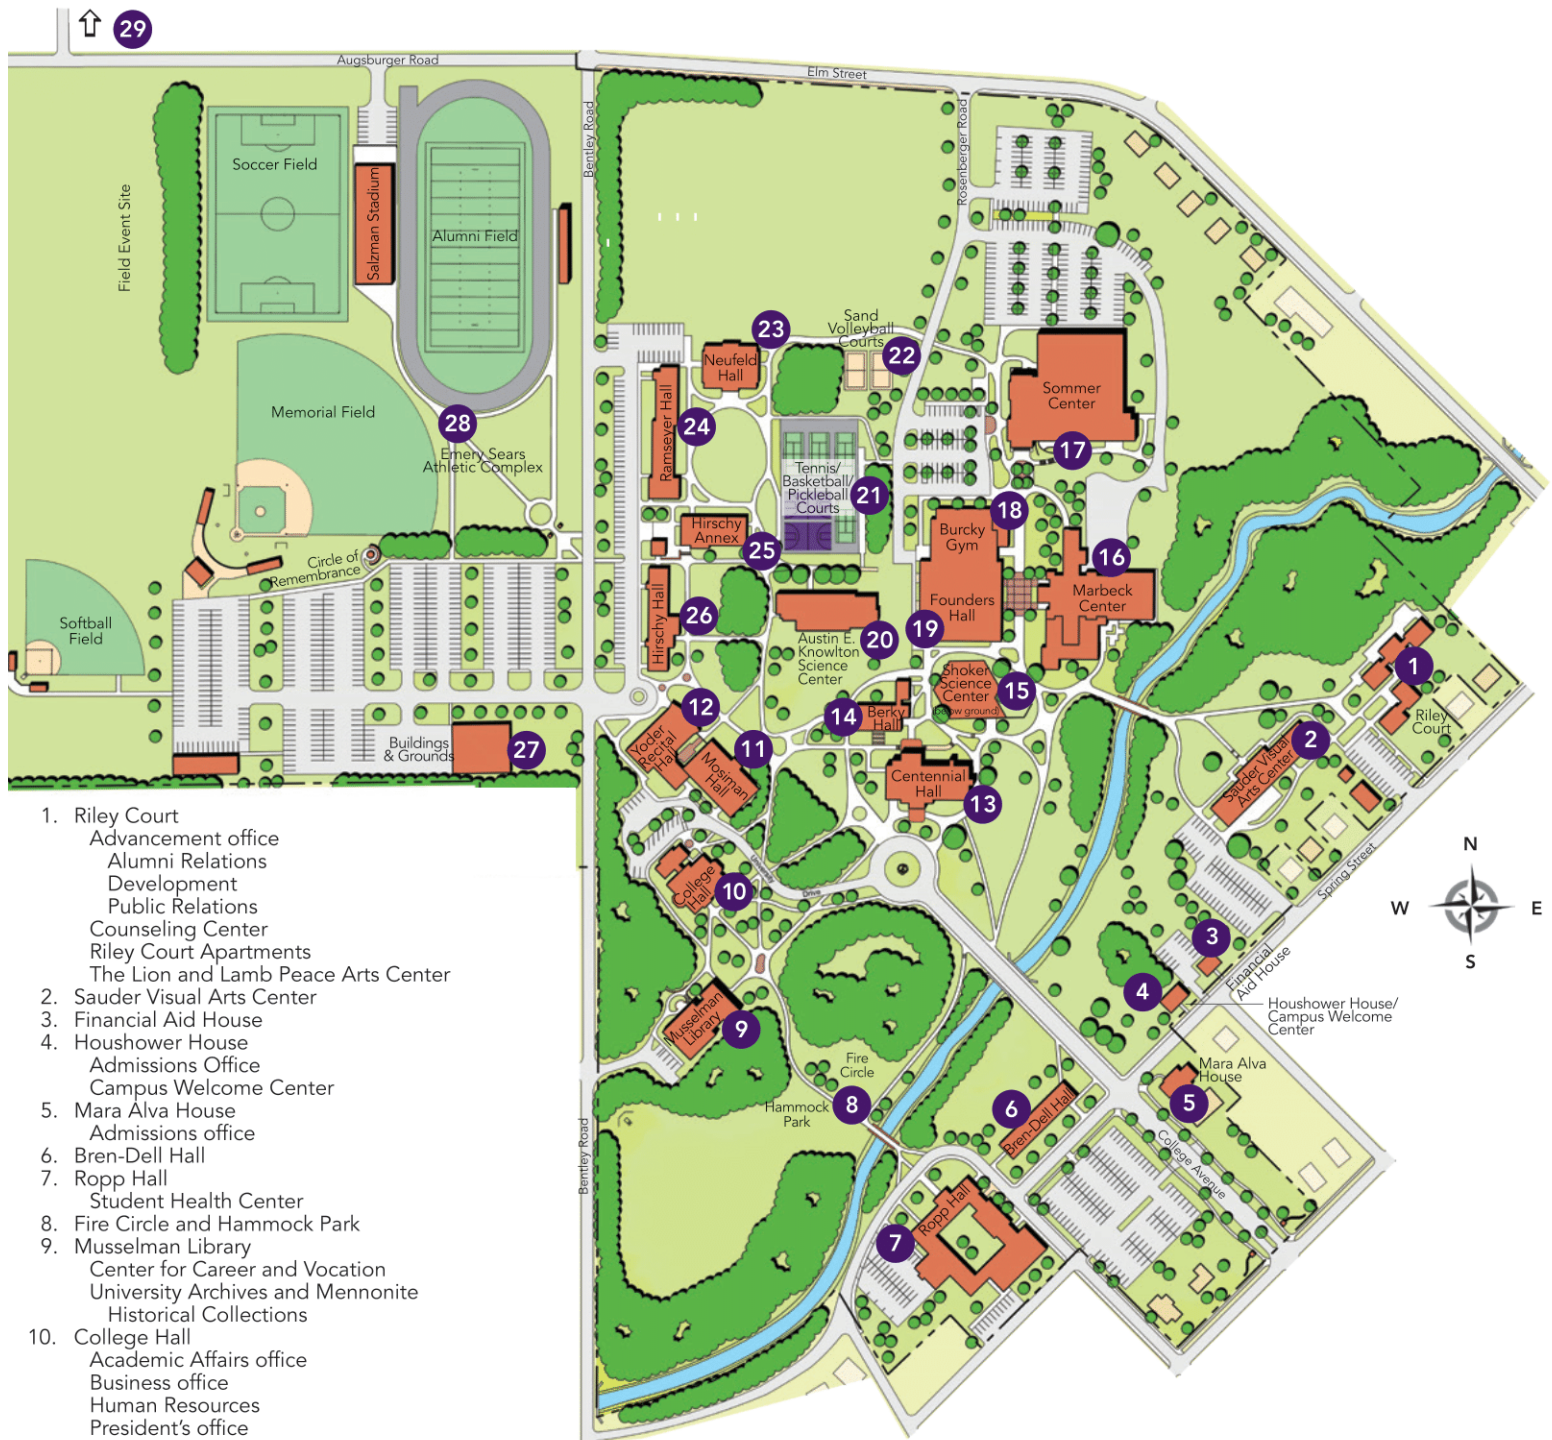 29
Augsburger Road
Elm Street
Bentley Road
Rosenberger Road
Soccer Field
Field Event Site
Salzman Stadium
Alumni Field
Sand
Volleyball
Courts
22
23
Neufeld
Hall
Sommer
Center
17
Memorial Field
28
Emery Sears
Athletic Complex
Ramseyer Hall
24
Tennis/
Basketball/
Pickleball
Courts
21
Hirschy
Annex
25
18
Burcky
Gym
Founders
Hall
19
16
Marbeck
Center
Circle of
Remembrance
Softball
Field
Hirschy Hall
26
Austin E.
Knowlton
Science
Center
20
Shoker
Science
Center
(below ground)
15
1
Riley
Court
12
Yoder
Recital
Hall
11
Mosiman
Hall
14
Berky
Hall
Centennial
Hall
13
2
Sauder Visual
Arts Center
Buildings
& Grounds
27
University
Drive
College
Hall
10
Spring Street
N
W
E
S
3
Financial
Aid House
4
Houshower House/
Campus Welcome
Center
Musselman
Library
9
Fire
Circle
8
Hammock
Park
6
Bren-Dell Hall
Mara Alva
House
5
College Avenue
Bentley Road
Ropp Hall
7
1. Riley Court
Advancement office
Alumni Relations
Development
Public Relations
Counseling Center
Riley Court Apartments
The Lion and Lamb Peace Arts Center
2. Sauder Visual Arts Center
3. Financial Aid House
4. Houshower House
Admissions Office
Campus Welcome Center
5. Mara Alva House
Admissions office
6. Bren-Dell Hall
7. Ropp Hall
Student Health Center
8. Fire Circle and Hammock Park
9. Musselman Library
Center for Career and Vocation
University Archives and Mennonite
Historical Collections
10. College Hall
Academic Affairs office
Business office
Human Resources
President's office